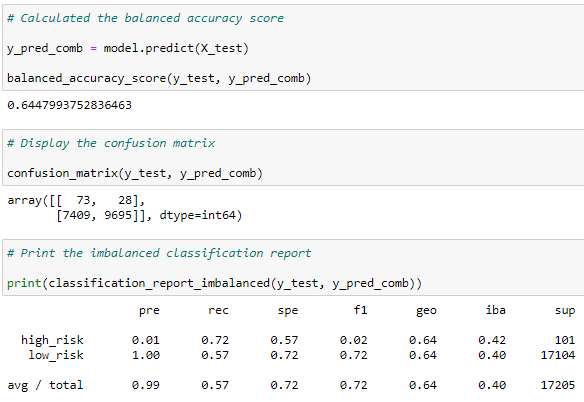 # Calculated the balanced accuracy score
y_pred_comb = model.predict(X_test)
balanced_accuracy_score(y_test, y_pred_comb)
0.6447993752836463
# Display the confusion matrix
confusion_matrix(y_test, y_pred_comb)
array([[  73,   28],
       [7409, 9695]], dtype=int64)
# Print the imbalanced classification report
print(classification_report_imbalanced(y_test, y_pred_comb))
                   pre       rec       spe        f1       geo       iba       sup
  high_risk       0.01      0.72      0.57      0.02      0.64      0.42       101
   low_risk       1.00      0.57      0.72      0.72      0.64      0.40     17104
avg / total       0.99      0.57      0.72      0.72      0.64      0.40     17205